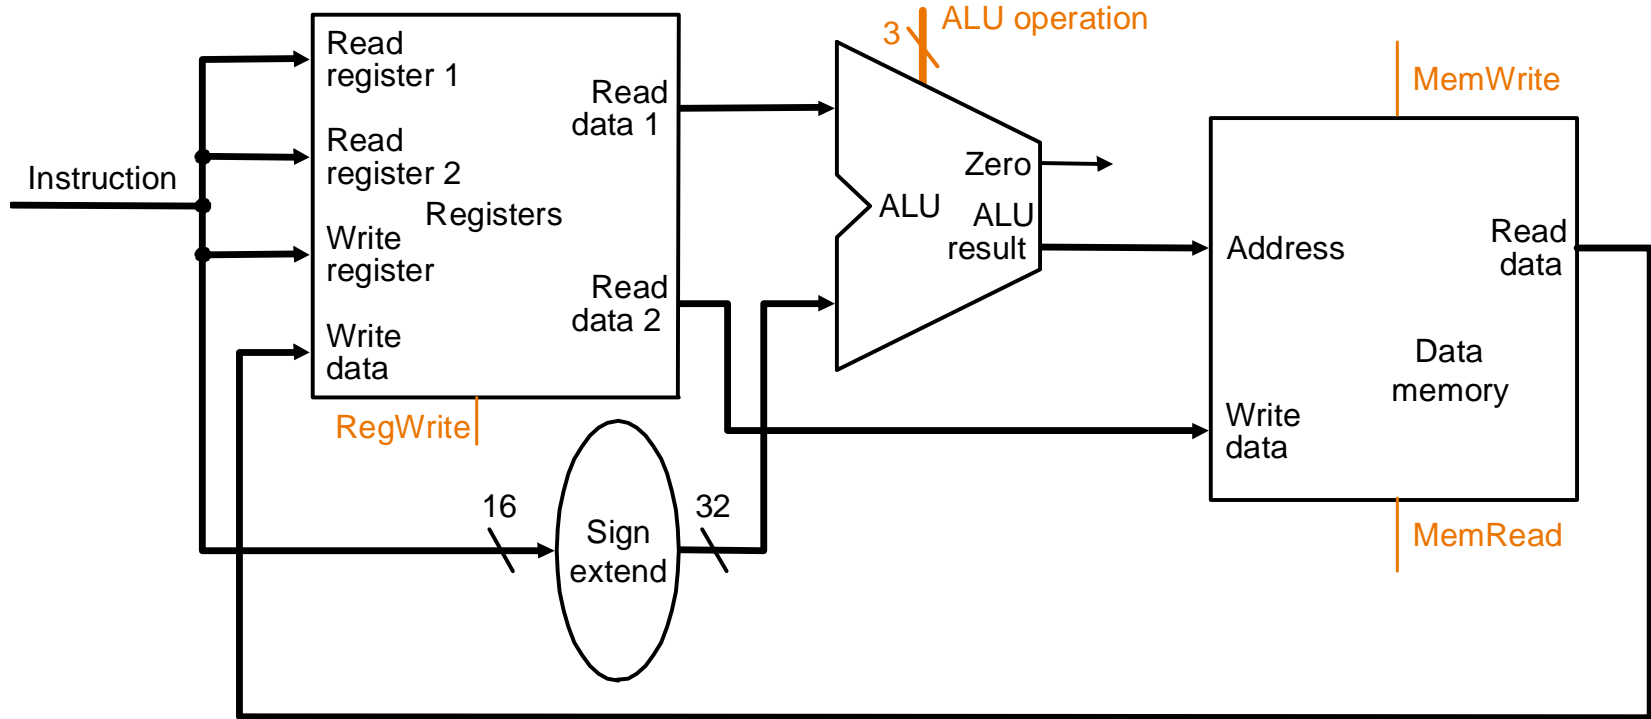 ALU operation
3
Read
register 1
Read
data 1
MemWrite
Read
register 2
Instruction
Registers
Zero
ALU
ALU
result
Write
register
Address
Read
data
Read
data 2
Write
data
Data
memory
RegWrite
Write
data
16
32
Sign
extend
MemRead